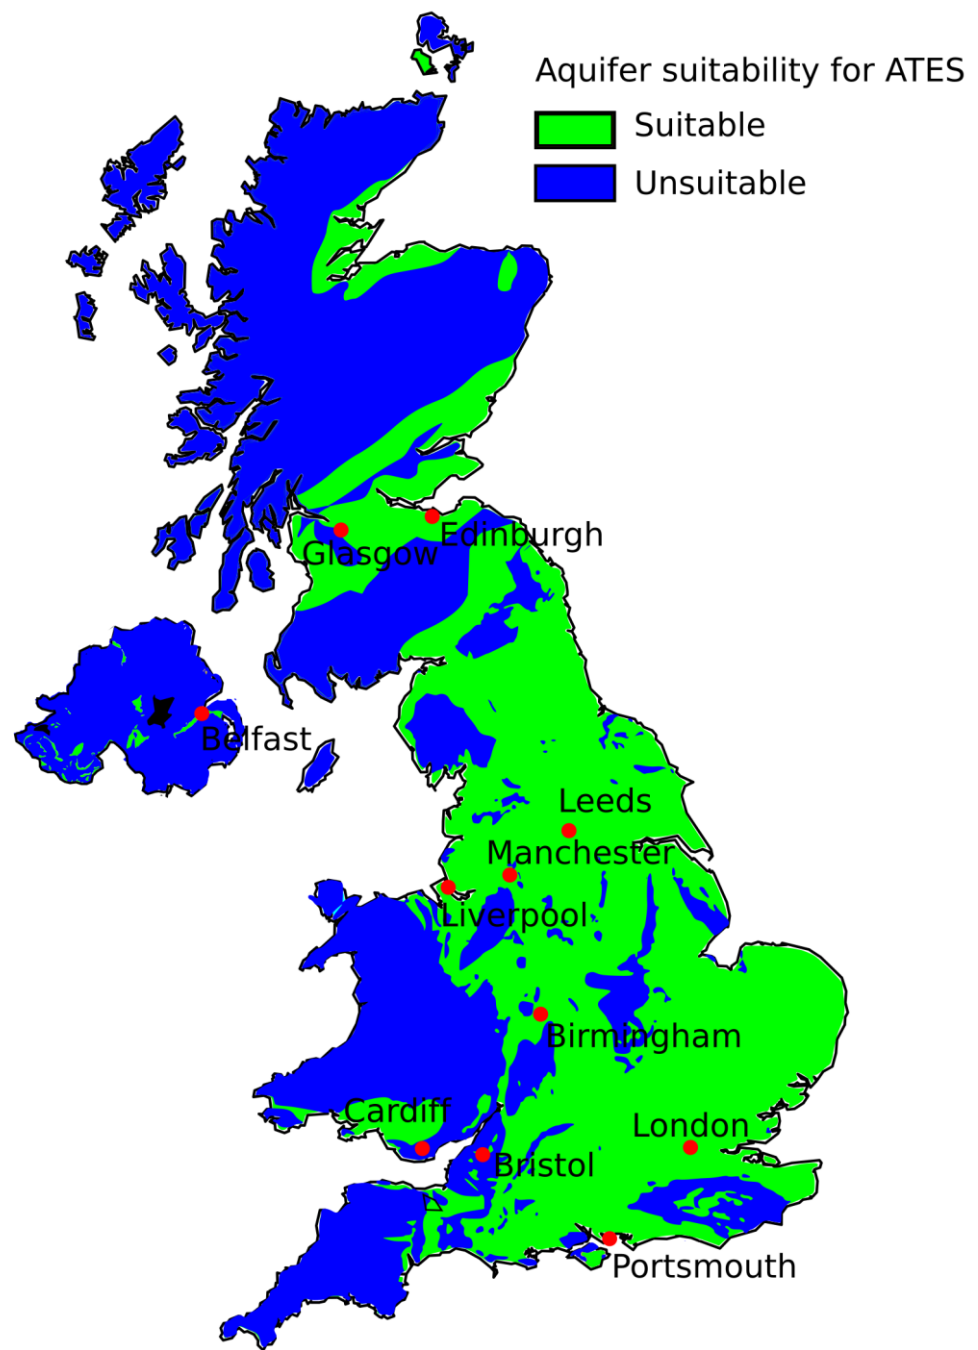 Aquifer suitability for ATES
Suitable
Unsuitable
Edinburgh
Glasgow
Belfast
Leeds
Manchester
Liverpool
Birmingham
Cardiff
London
Bristol
Portsmouth